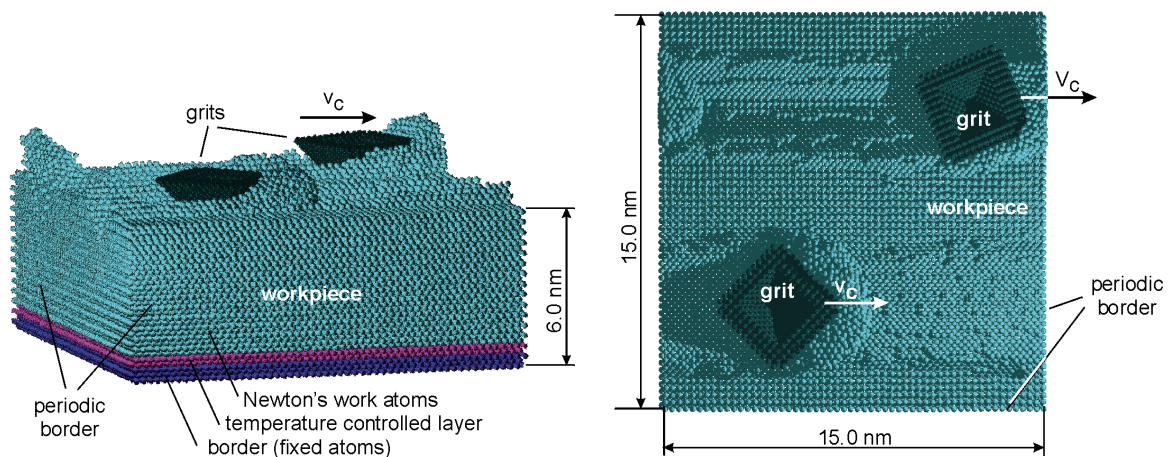 grits
vc
workpiece
6.0 nm
periodic
border
Newton's work atoms
temperature controlled layer
border (fixed atoms)
15.0 nm
grit
Vc
workpiece
grit
vc
periodic
border
15.0 nm